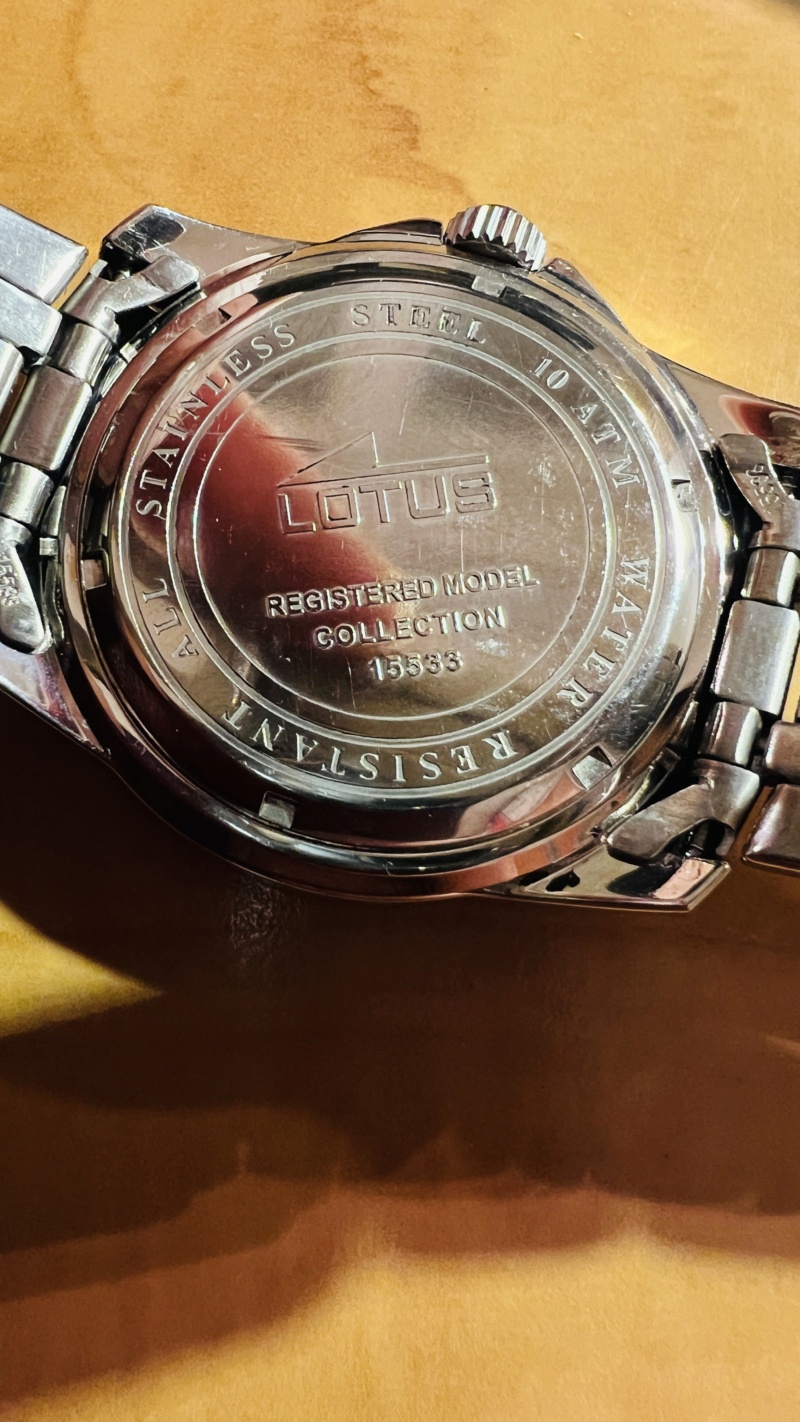 ALL STAINLESS STEEL 10 ATM WATER RESISTANT
LOTUS
REGISTERED MODEL
COLLECTION
15533